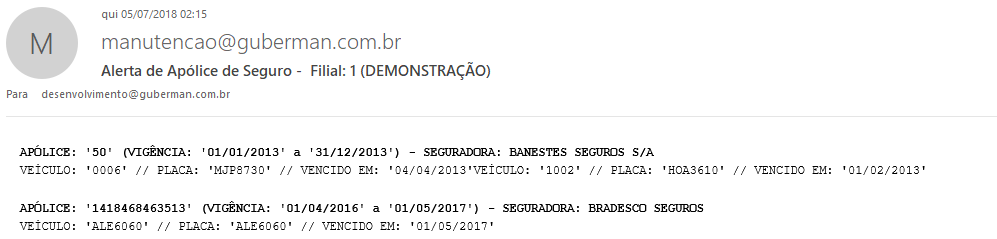 qui 05/07/2018 02:15
M
manutencao@guberman.com.br
Alerta de Apólice de Seguro - Filial: 1 (DEMONSTRAÇÃO)
Para desenvolvimento@guberman.com.br
APÓLICE: '50' (VIGÊNCIA: '01/01/2013' a '31/12/2013') - SEGURADORA: BANESTES SEGUROS S/A
VEÍCULO: '0006' // PLACA: 'MJP8730' // VENCIDO EM: '04/04/2013'VEÍCULO: '1002' // PLACA: 'HOA3610' // VENCIDO EM: '01/02/2013'
APÓLICE: '1418468463513' (VIGÊNCIA: '01/04/2016' a '01/05/2017') - SEGURADORA: BRADESCO SEGUROS
VEÍCULO: 'ALE6060' // PLACA: 'ALE6060' // VENCIDO EM: '01/05/2017'